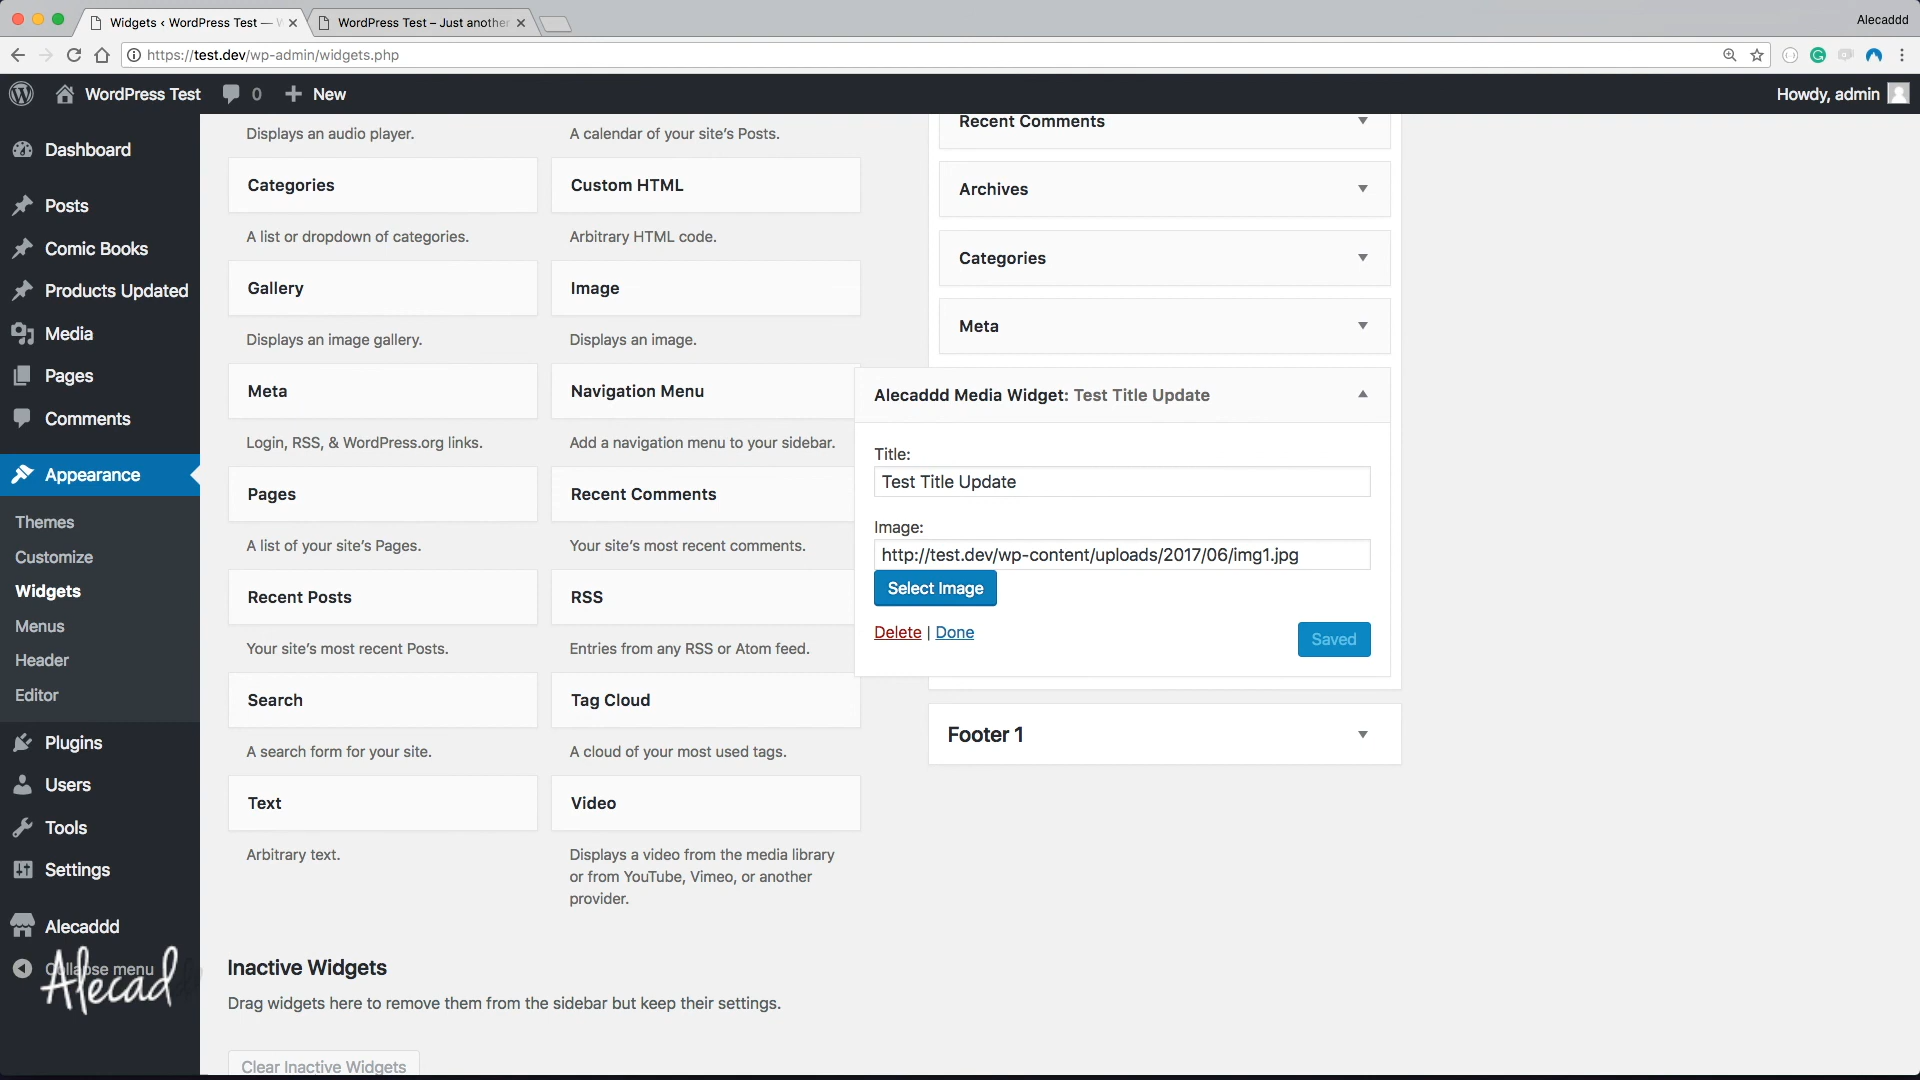 Widgets ‹ WordPress Test —
WordPress Test – Just another
Alecaddd
https://test.dev/wp-admin/widgets.php
WordPress Test
0
New
Howdy, admin
Dashboard
Posts
Comic Books
Products Updated
Media
Pages
Comments
Appearance
Themes
Customize
Widgets
Menus
Header
Editor
Plugins
Users
Tools
Settings
Alecaddd
Collapse menu
Alecad
Displays an audio player.
A calendar of your site's Posts.
Categories
Custom HTML
A list or dropdown of categories.
Arbitrary HTML code.
Gallery
Image
Displays an image gallery.
Displays an image.
Meta
Navigation Menu
Login, RSS, & WordPress.org links.
Add a navigation menu to your sidebar.
Pages
Recent Comments
A list of your site's Pages.
Your site's most recent comments.
Recent Posts
RSS
Your site's most recent Posts.
Entries from any RSS or Atom feed.
Search
Tag Cloud
A search form for your site.
A cloud of your most used tags.
Text
Video
Arbitrary text.
Displays a video from the media library
or from YouTube, Vimeo, or another
provider.
Inactive Widgets
Drag widgets here to remove them from the sidebar but keep their settings.
Clear Inactive Widgets
Recent Comments
Archives
Categories
Meta
Alecaddd Media Widget: Test Title Update
Title:
Test Title Update
Image:
http://test.dev/wp-content/uploads/2017/06/img1.jpg
Select Image
Delete | Done
Saved
Footer 1